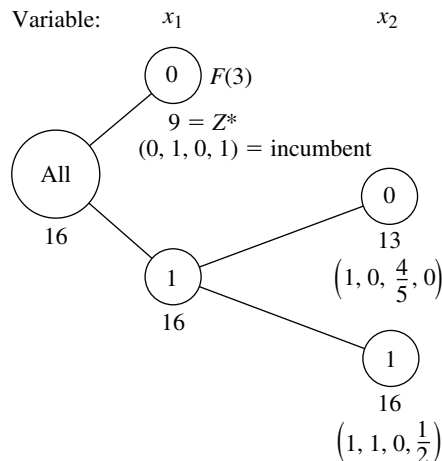 Variable: x₁ x₂
0 F(3)
9 = Z*
(0, 1, 0, 1) = incumbent
All
16
0
13
(1, 0, 4/5, 0)
1
16
1
16
(1, 1, 0, 1/2)